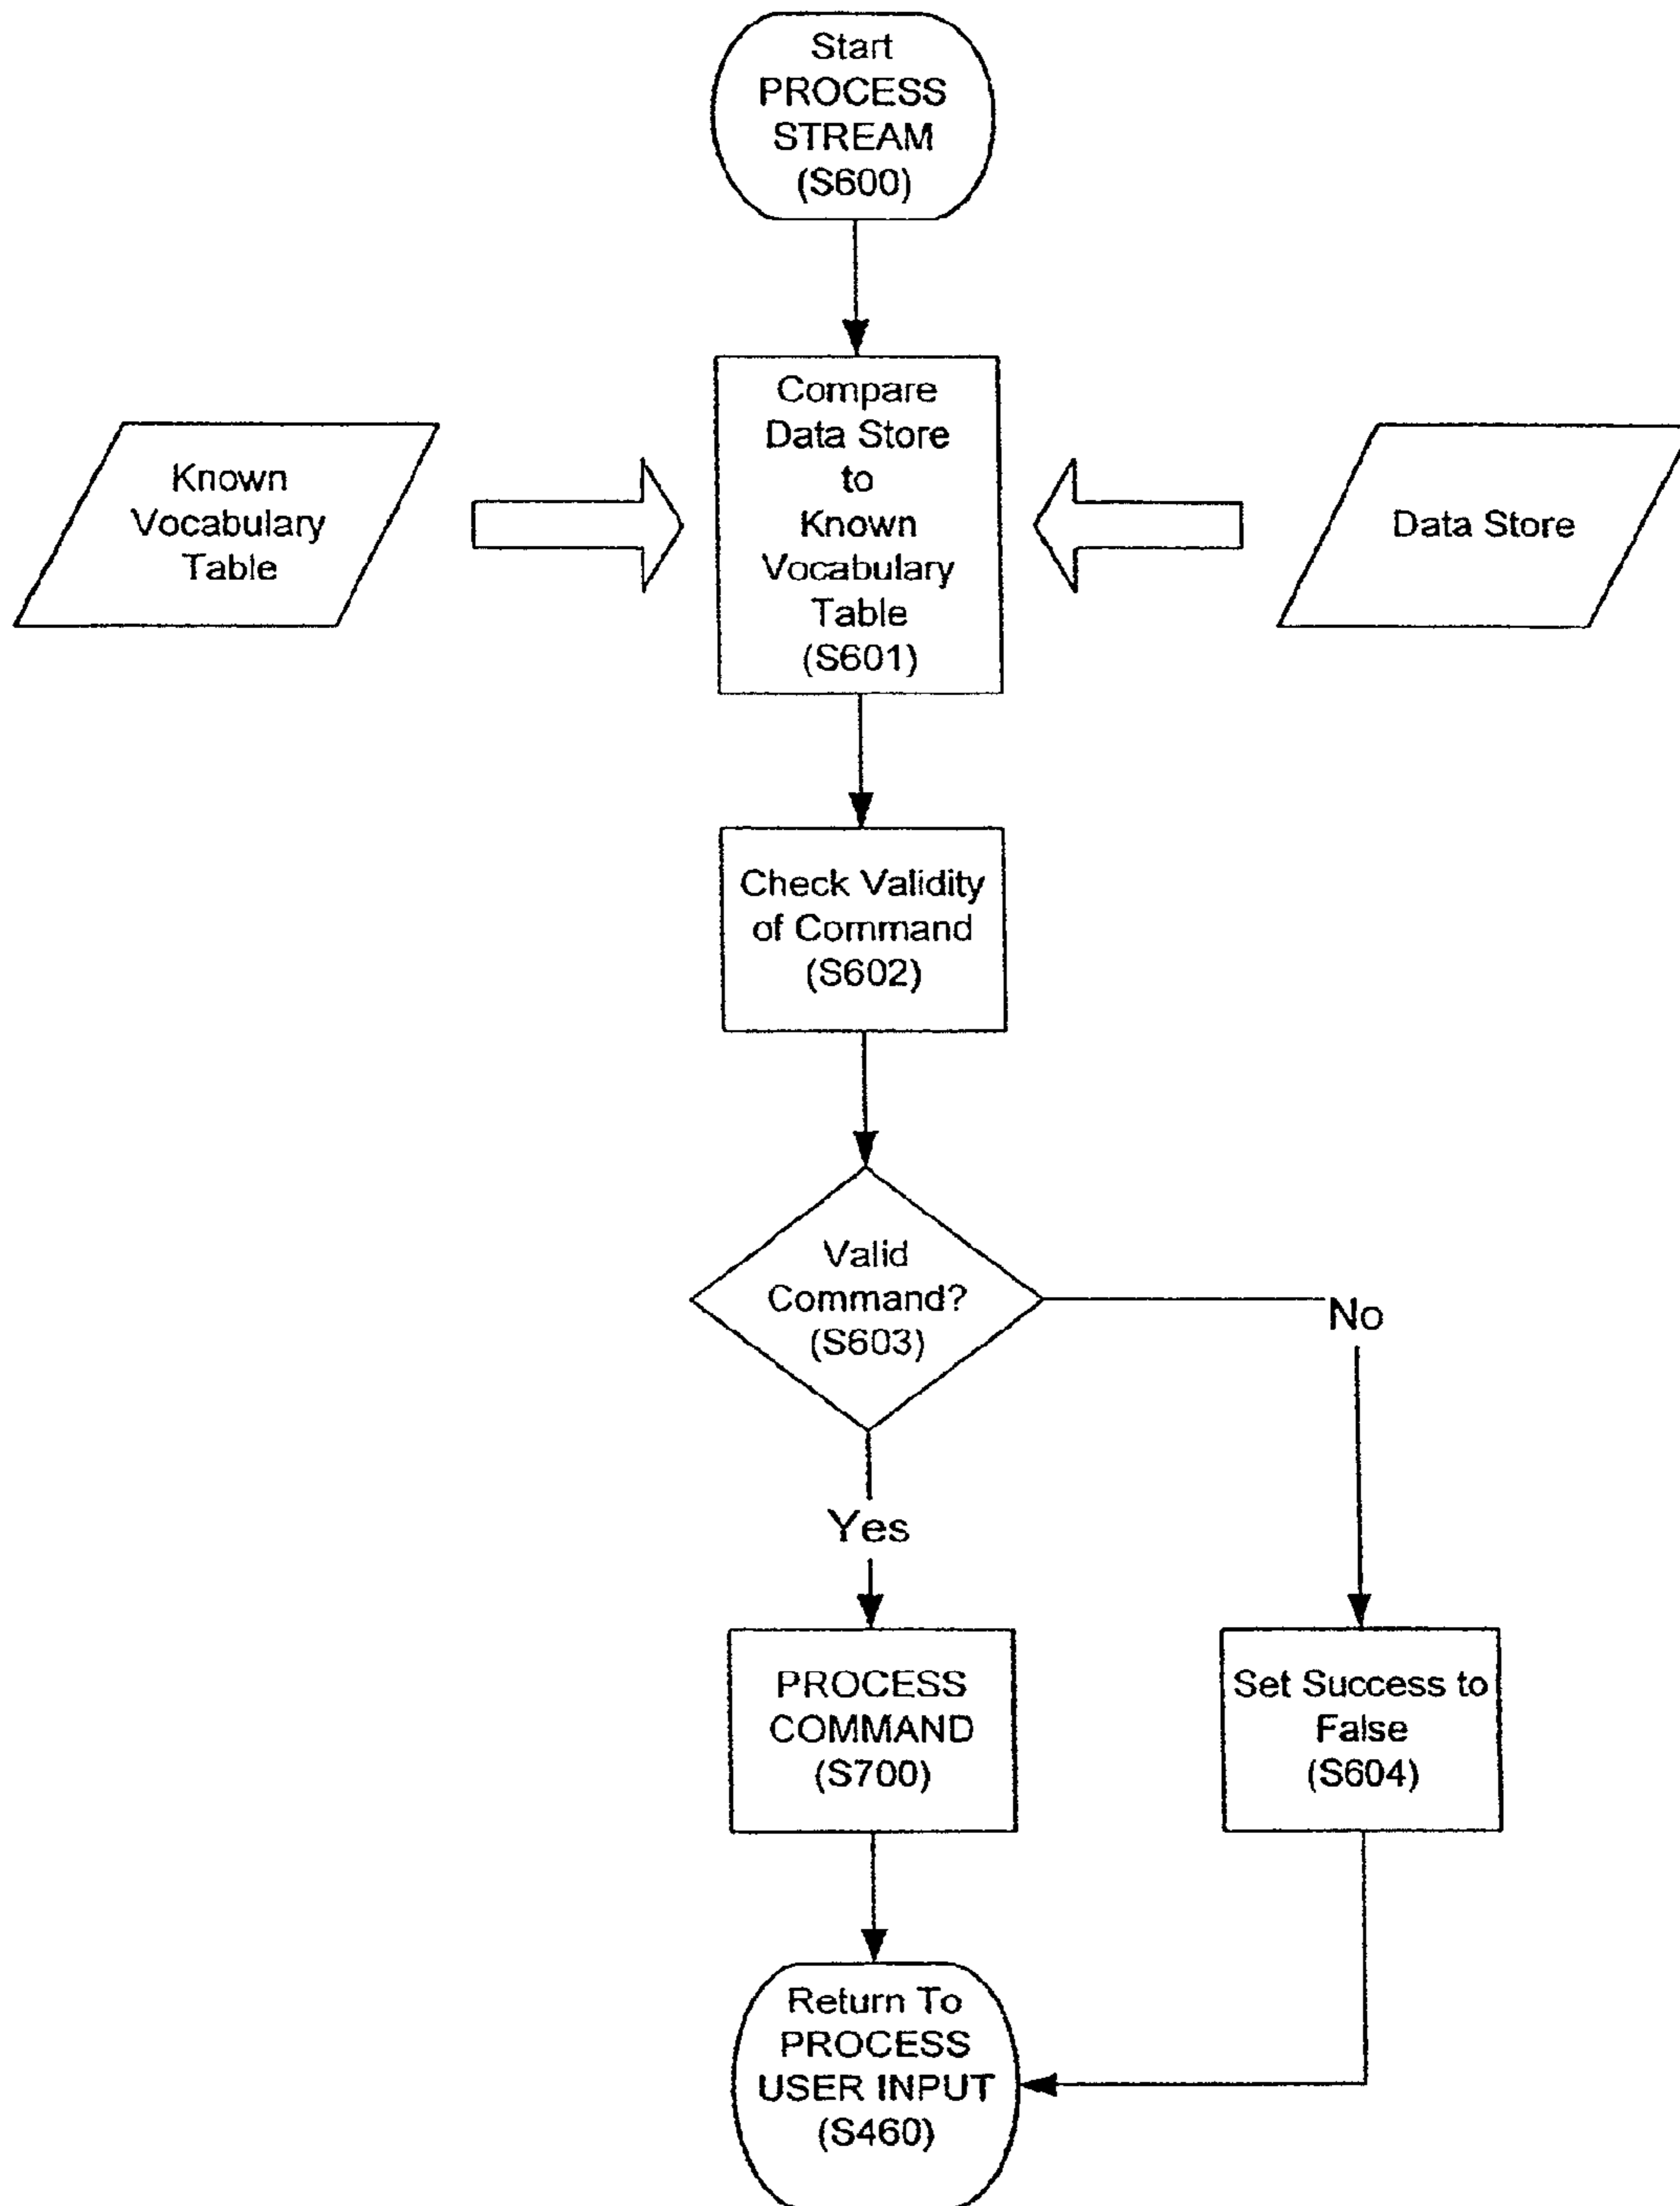 Start
PROCESS
STREAM
(S600)
Compare
Data Store
to
Known
Vocabulary
Table
(S601)
Known
Vocabulary
Table
Data Store
Check Validity
of Command
(S602)
Valid
Command?
(S603)
No
Yes
PROCESS
COMMAND
(S700)
Set Success to
False
(S604)
Return To
PROCESS
USER INPUT
(S460)